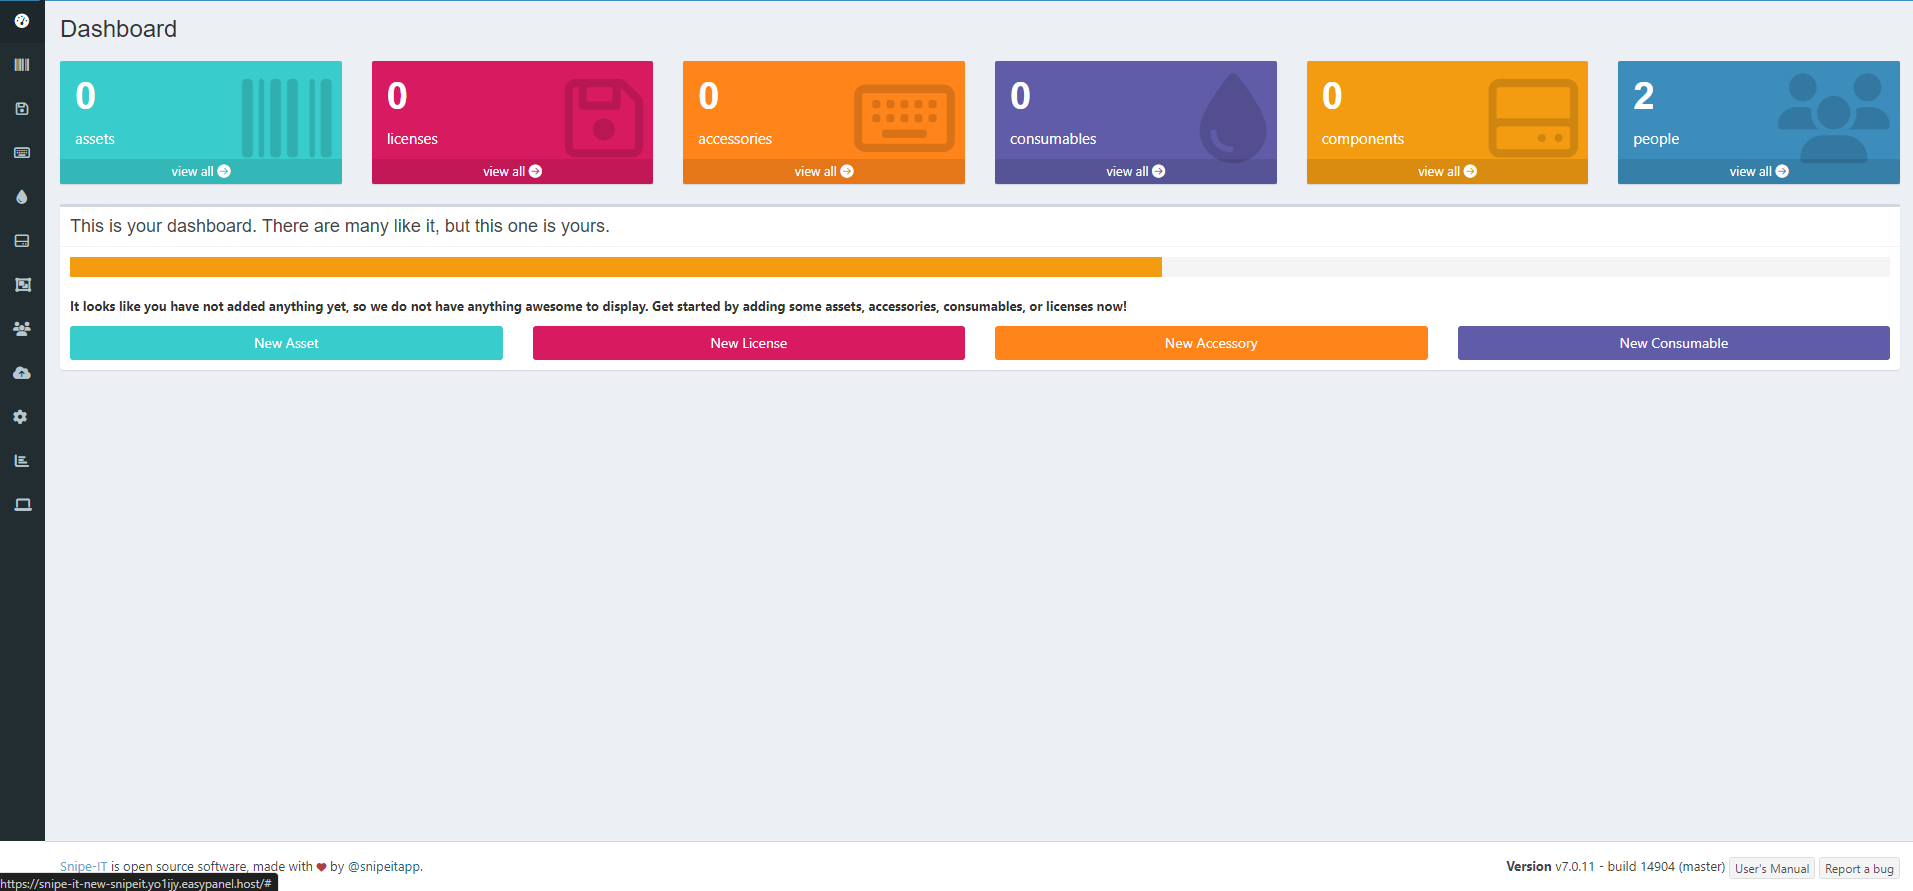 Dashboard
0
assets
view all
0
licenses
view all
0
accessories
view all
0
consumables
view all
0
components
view all
2
people
view all
This is your dashboard. There are many like it, but this one is yours.
It looks like you have not added anything yet, so we do not have anything awesome to display. Get started by adding some assets, accessories, consumables, or licenses now!
New Asset
New License
New Accessory
New Consumable
Snipe-IT is open source software, made with ♥ by @snipeitapp.
Version v7.0.11 - build 14904 (master)
User's Manual
Report a bug
https://snipe-it-new-snipeit.yo1ijy.easypanel.host/#